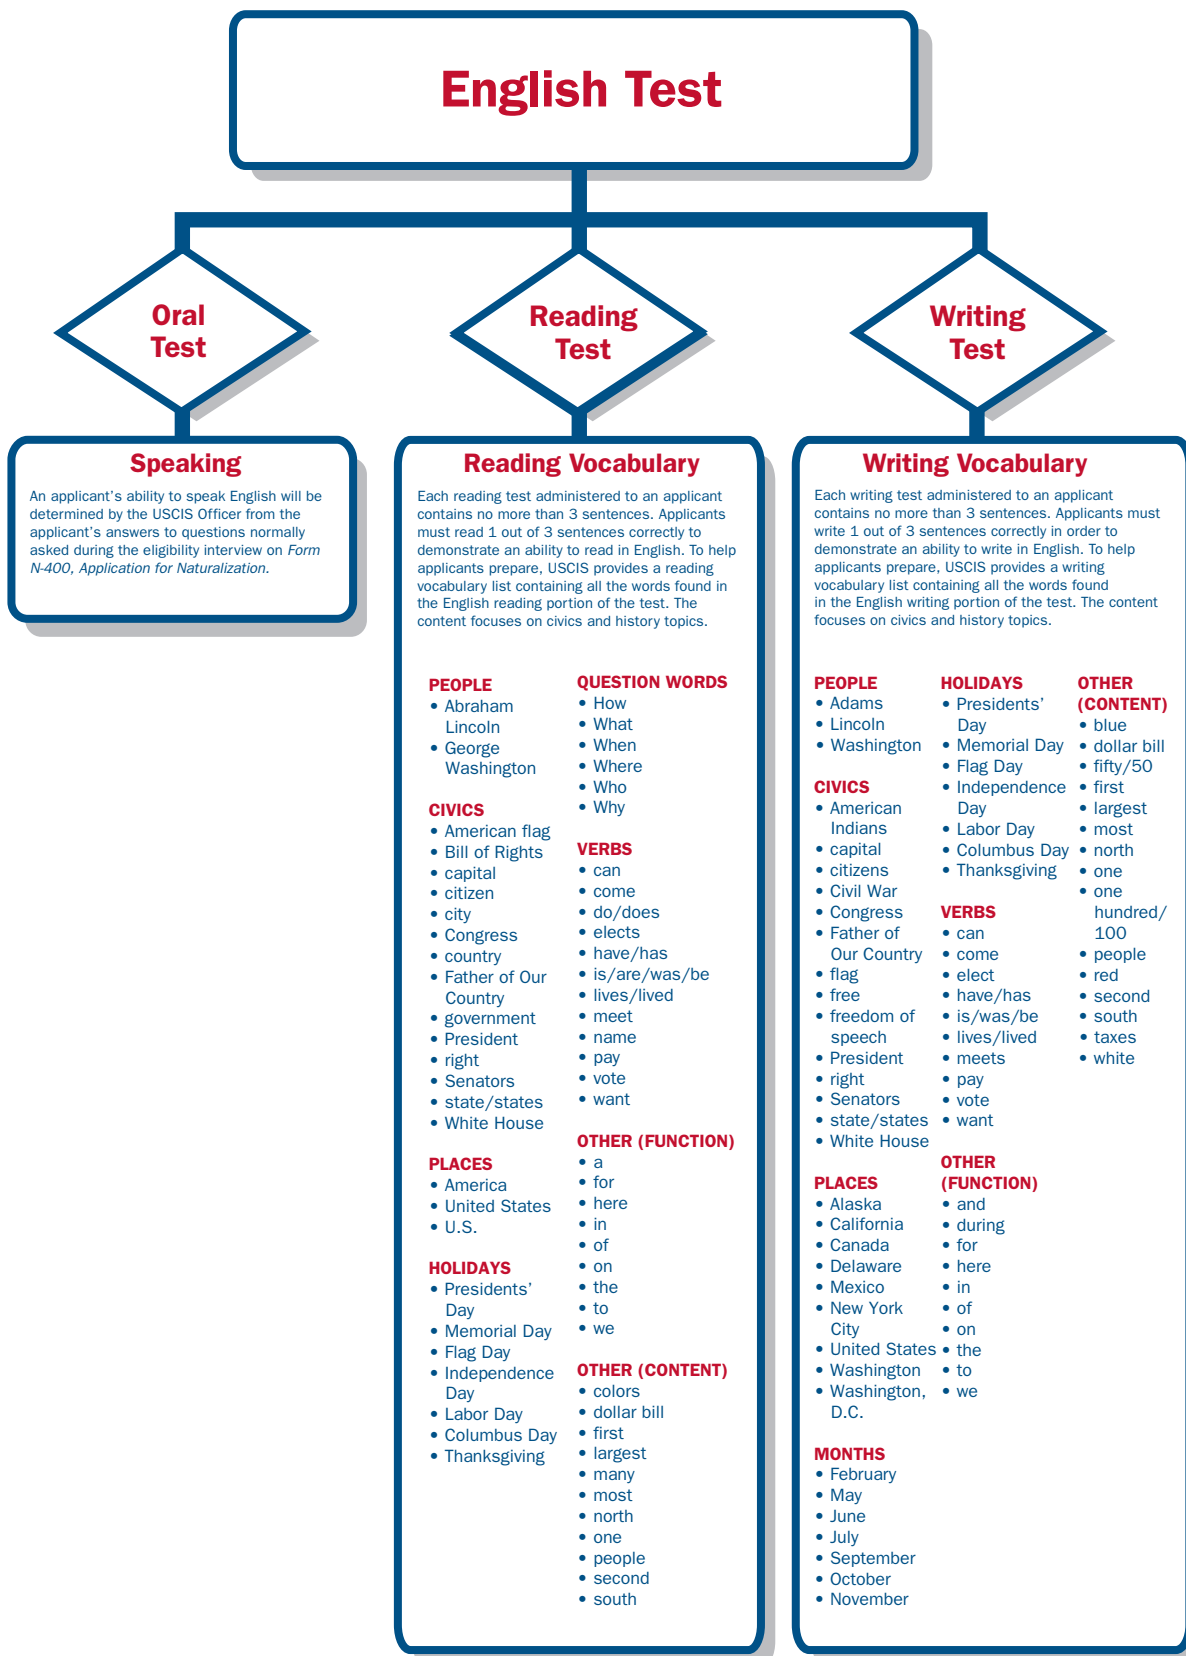 English Test
Oral
Test
Reading
Test
Writing
Test
Speaking
An applicant's ability to speak English will be
determined by the USCIS Officer from the
applicant's answers to questions normally
asked during the eligibility interview on Form
N-400, Application for Naturalization.
Reading Vocabulary
Each reading test administered to an applicant
contains no more than 3 sentences. Applicants
must read 1 out of 3 sentences correctly to
demonstrate an ability to read in English. To help
applicants prepare, USCIS provides a reading
vocabulary list containing all the words found in
the English reading portion of the test. The
content focuses on civics and history topics.
PEOPLE
• Abraham
Lincoln
• George
Washington
CIVICS
• American flag
• Bill of Rights
• capital
• citizen
• city
• Congress
• country
• Father of Our
Country
• government
• President
• right
• Senators
• state/states
• White House
PLACES
• America
• United States
• U.S.
HOLIDAYS
• Presidents'
Day
• Memorial Day
• Flag Day
• Independence
Day
• Labor Day
• Columbus Day
• Thanksgiving
QUESTION WORDS
• How
• What
• When
• Where
• Who
• Why
VERBS
• can
• come
• do/does
• elects
• have/has
• is/are/was/be
• lives/lived
• meet
• name
• pay
• vote
• want
OTHER (FUNCTION)
• a
• for
• here
• in
• of
• on
• the
• to
• we
OTHER (CONTENT)
• colors
• dollar bill
• first
• largest
• many
• most
• north
• one
• people
• second
• south
Writing Vocabulary
Each writing test administered to an applicant
contains no more than 3 sentences. Applicants must
write 1 out of 3 sentences correctly in order to
demonstrate an ability to write in English. To help
applicants prepare, USCIS provides a writing
vocabulary list containing all the words found
in the English writing portion of the test. The content
focuses on civics and history topics.
PEOPLE
• Adams
• Lincoln
• Washington
CIVICS
• American
Indians
• capital
• citizens
• Civil War
• Congress
• Father of
Our Country
• flag
• free
• freedom of
speech
• President
• right
• Senators
• state/states
• White House
PLACES
• Alaska
• California
• Canada
• Delaware
• Mexico
• New York
City
• United States
• Washington
• Washington,
D.C.
MONTHS
• February
• May
• June
• July
• September
• October
• November
HOLIDAYS
• Presidents'
Day
• Memorial Day
• Flag Day
• Independence
Day
• Labor Day
• Columbus Day
• Thanksgiving
VERBS
• can
• come
• elect
• have/has
• is/was/be
• lives/lived
• meets
• pay
• vote
• want
OTHER
(FUNCTION)
• and
• during
• for
• here
• in
• of
• on
• the
• to
• we
OTHER
(CONTENT)
• blue
• dollar bill
• fifty/50
• first
• largest
• most
• north
• one
• one
hundred/
100
• people
• red
• second
• south
• taxes
• white